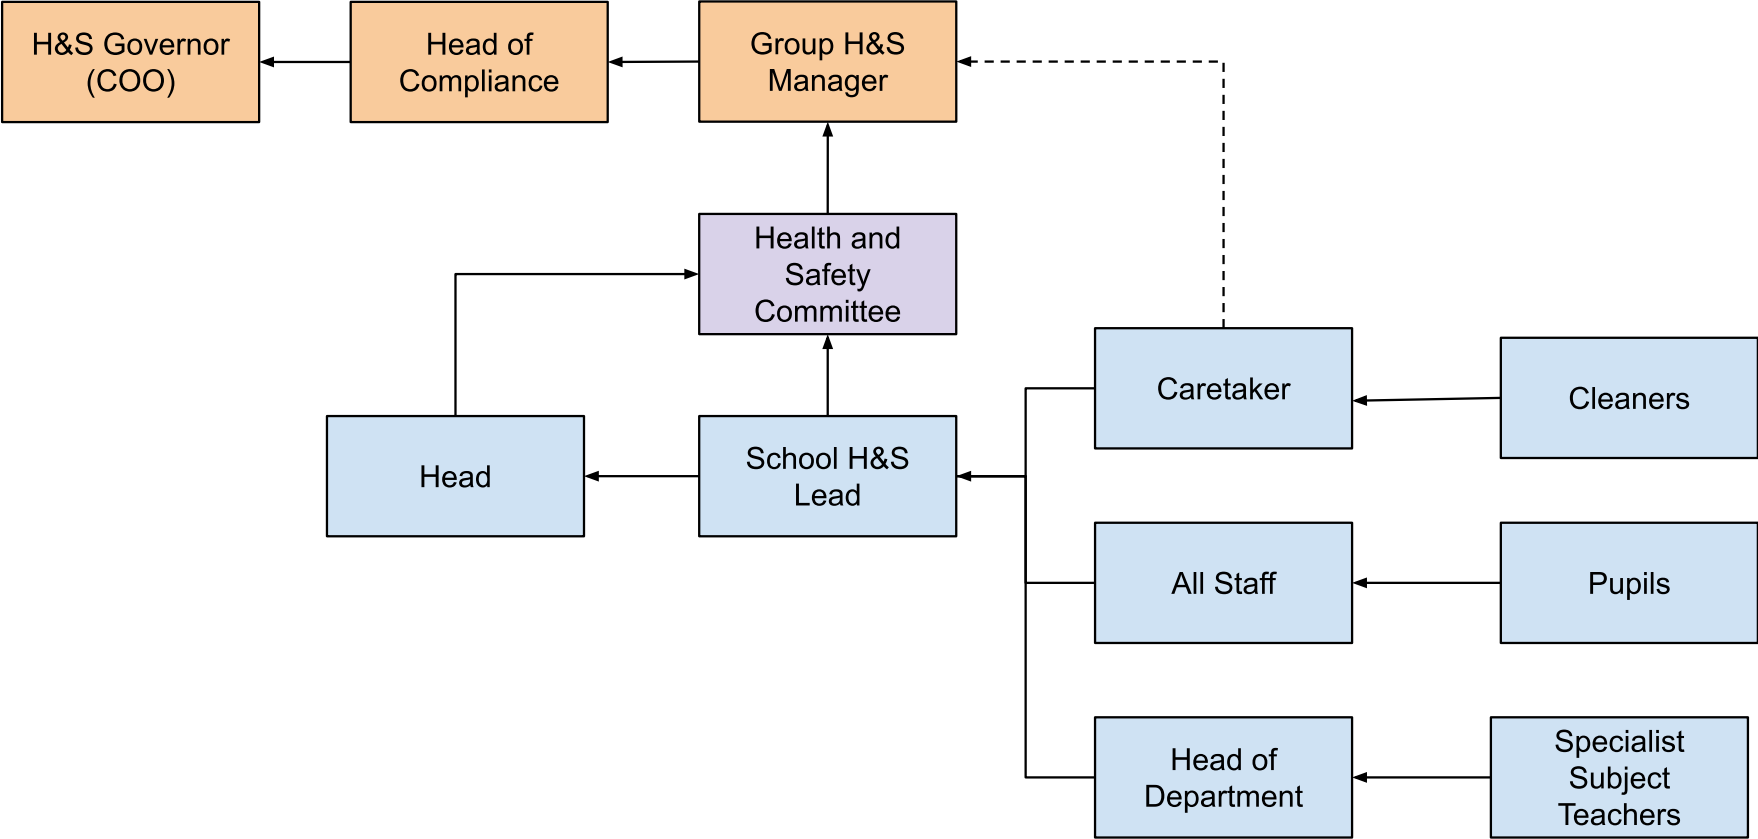 H&S Governor
(COO)
Head of
Compliance
Group H&S
Manager
Health and
Safety
Committee
Head
School H&S
Lead
Caretaker
Cleaners
All Staff
Pupils
Head of
Department
Specialist
Subject
Teachers